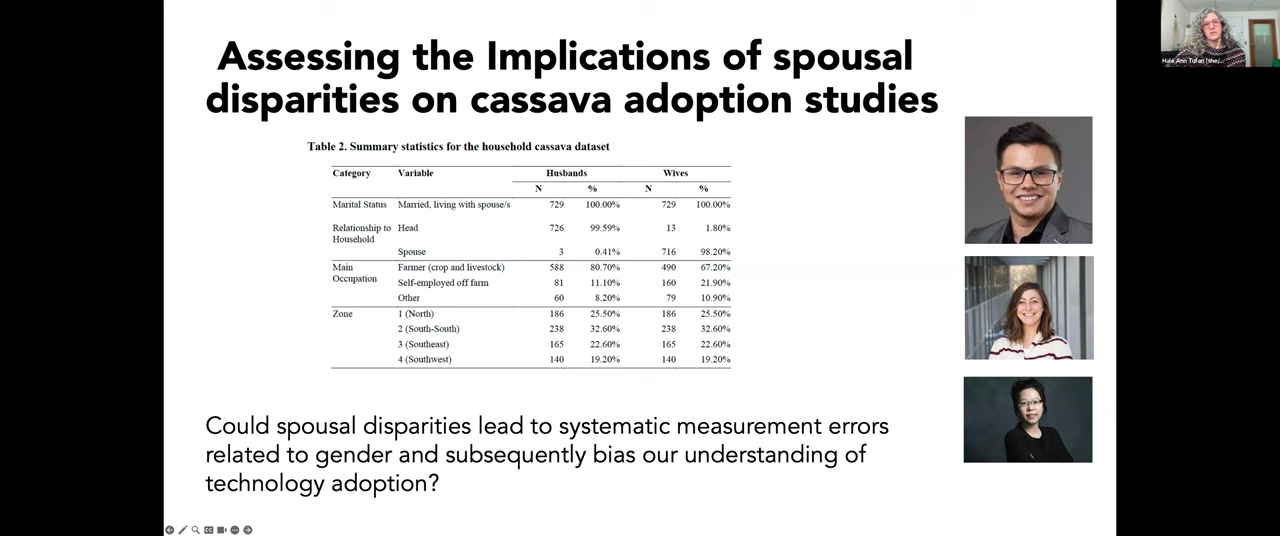 Assessing the Implications of spousal
disparities on cassava adoption studies
Table 2. Summary statistics for the household cassava dataset
Category Variable Husbands Wives
N % N %
Marital Status Married, living with spouse/s 729 100.00% 729 100.00%
Relationship to Household Head 726 99.59% 13 1.80%
Spouse 3 0.41% 716 98.20%
Main Occupation Farmer (crop and livestock) 588 80.70% 490 67.20%
Self-employed off farm 81 11.10% 160 21.90%
Other 60 8.20% 79 10.90%
Zone 1 (North) 186 25.50% 186 25.50%
2 (South-South) 238 32.60% 238 32.60%
3 (Southeast) 165 22.60% 165 22.60%
4 (Southwest) 140 19.20% 140 19.20%
Could spousal disparities lead to systematic measurement errors
related to gender and subsequently bias our understanding of
technology adoption?
Hale Ann Tufan (she/...